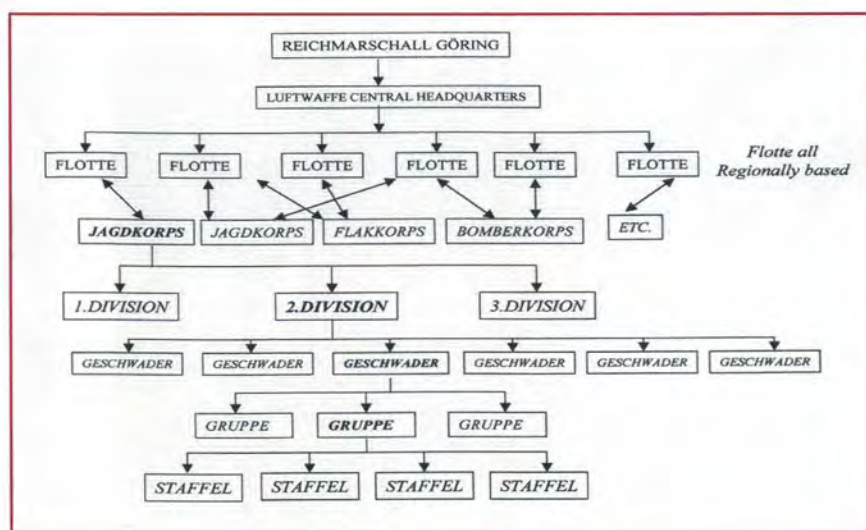 REICHMARSCHALL GÖRING
LUFTWAFFE CENTRAL HEADQUARTERS
FLOTTE FLOTTE FLOTTE FLOTTE FLOTTE FLOTTE
Flotte all
Regionally based
JAGDKORPS JAGDKORPS FLAKKORPS BOMBERKORPS ETC.
1.DIVISION 2.DIVISION 3.DIVISION
GESCHWADER GESCHWADER GESCHWADER GESCHWADER GESCHWADER GESCHWADER
GRUPPE GRUPPE GRUPPE
STAFFEL STAFFEL STAFFEL STAFFEL